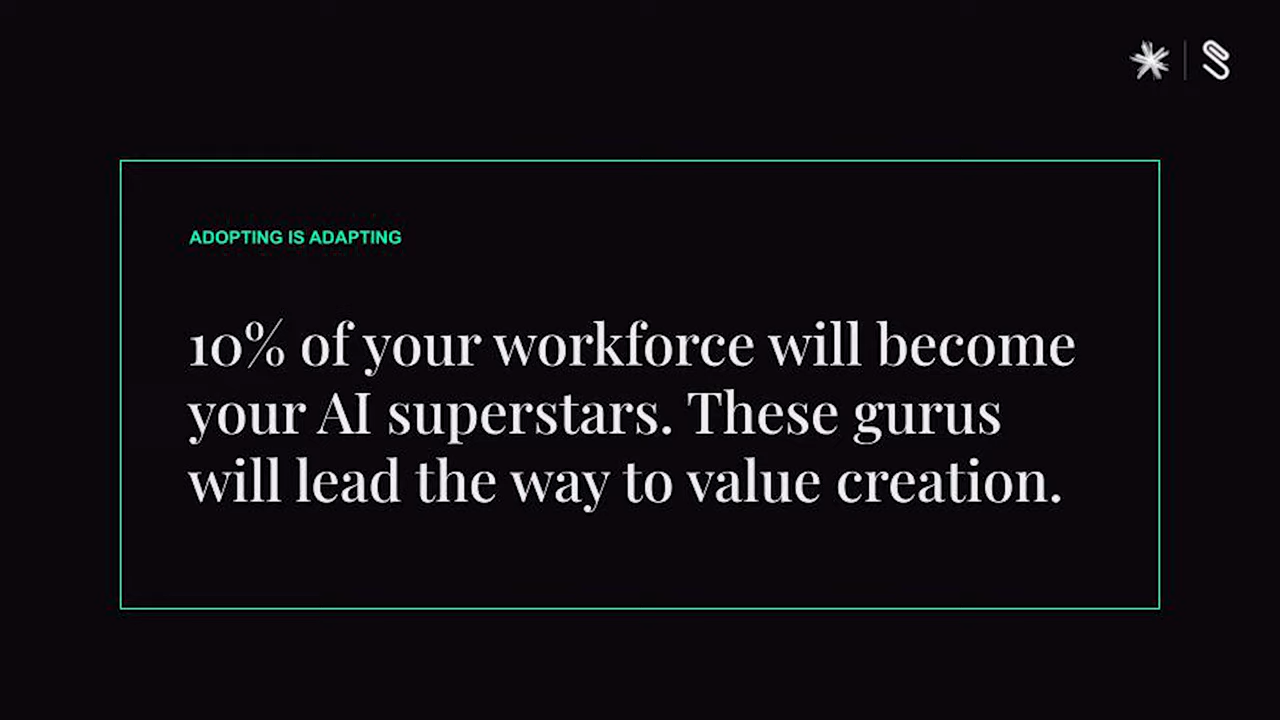 ADOPTING IS ADAPTING
10% of your workforce will become
your AI superstars. These gurus
will lead the way to value creation.